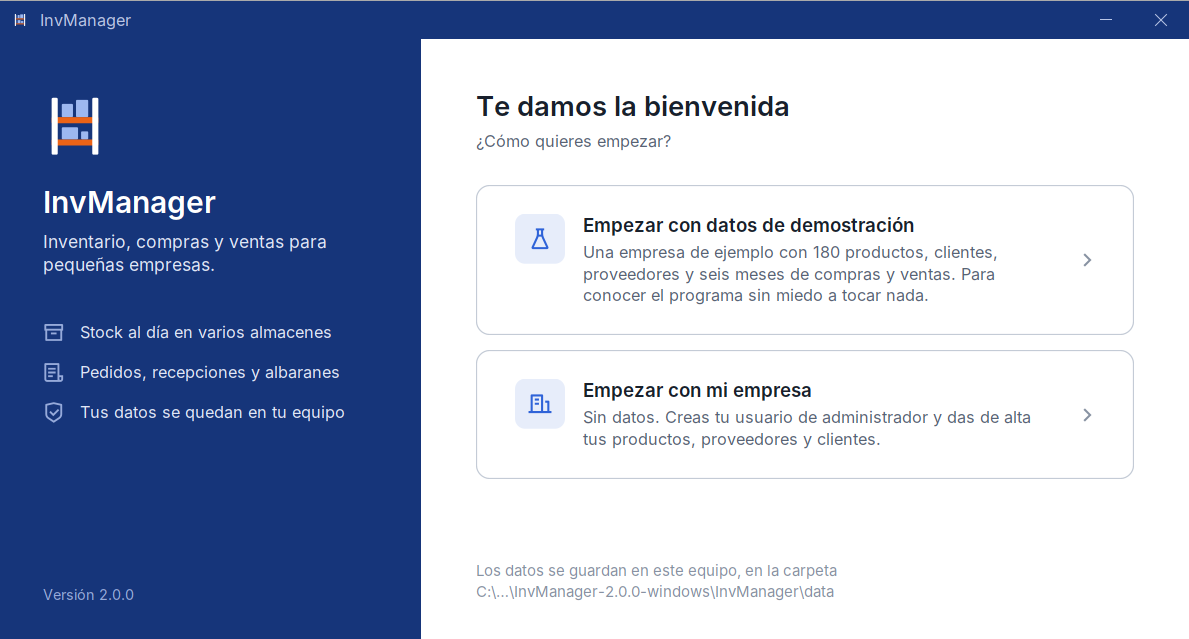 InvManager
InvManager
Inventario, compras y ventas para
pequeñas empresas.
Stock al día en varios almacenes
Pedidos, recepciones y albaranes
Tus datos se quedan en tu equipo
Versión 2.0.0
Te damos la bienvenida
¿Cómo quieres empezar?
Empezar con datos de demostración
Una empresa de ejemplo con 180 productos, clientes,
proveedores y seis meses de compras y ventas. Para
conocer el programa sin miedo a tocar nada.
Empezar con mi empresa
Sin datos. Creas tu usuario de administrador y das de alta
tus productos, proveedores y clientes.
Los datos se guardan en este equipo, en la carpeta
C:\...\InvManager-2.0.0-windows\InvManager\data